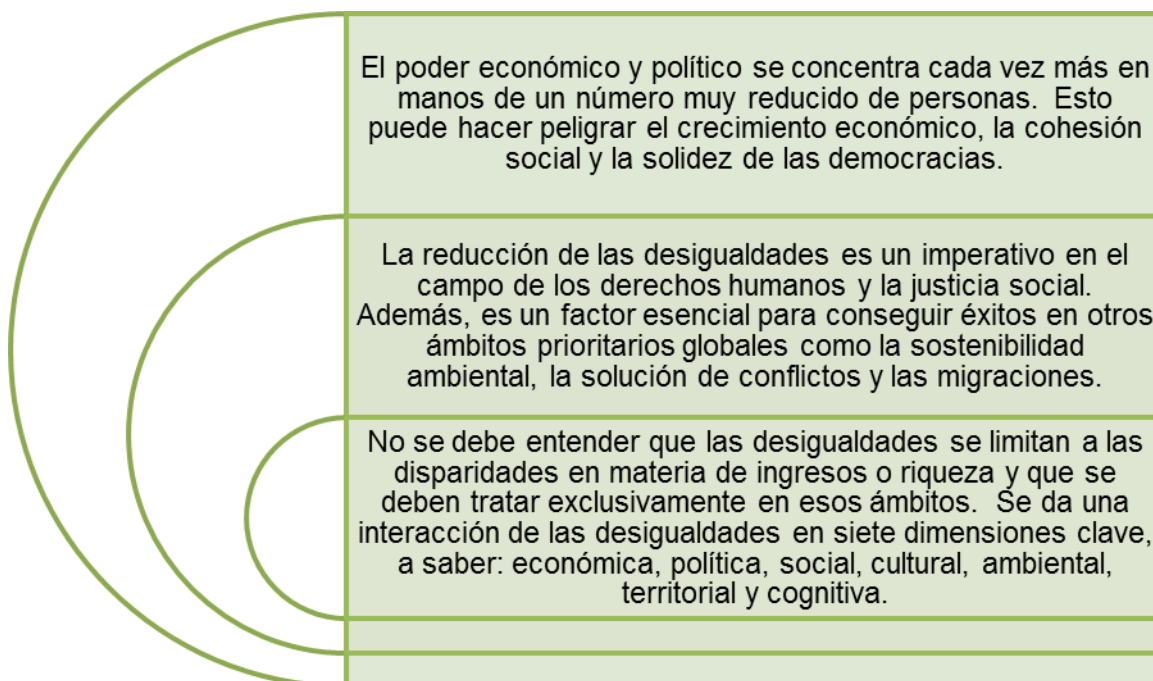 El poder económico y político se concentra cada vez más en
manos de un número muy reducido de personas.  Esto
puede hacer peligrar el crecimiento económico, la cohesión
social y la solidez de las democracias.
La reducción de las desigualdades es un imperativo en el
campo de los derechos humanos y la justicia social.
Además, es un factor esencial para conseguir éxitos en otros
ámbitos prioritarios globales como la sostenibilidad
ambiental, la solución de conflictos y las migraciones.
No se debe entender que las desigualdades se limitan a las
disparidades en materia de ingresos o riqueza y que se
deben tratar exclusivamente en esos ámbitos.  Se da una
interacción de las desigualdades en siete dimensiones clave,
a saber: económica, política, social, cultural, ambiental,
territorial y cognitiva.